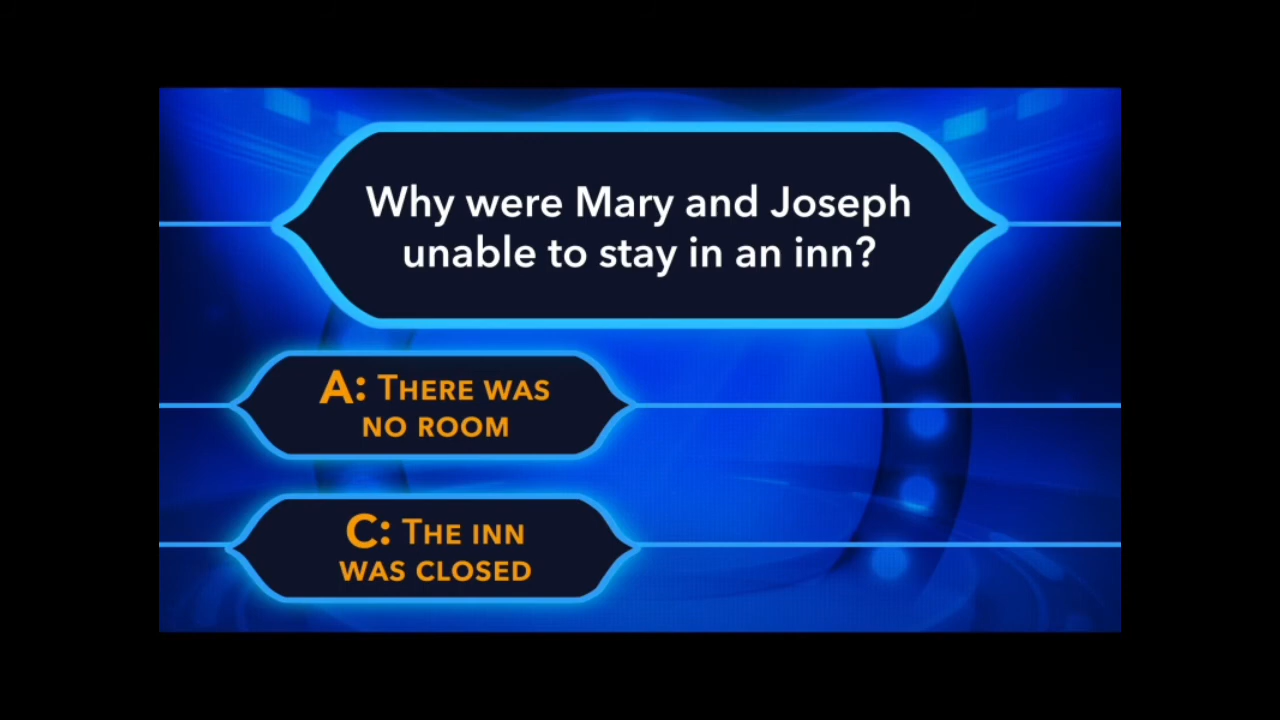 Why were Mary and Joseph
unable to stay in an inn?
A: There was
no room
C: The inn
was closed